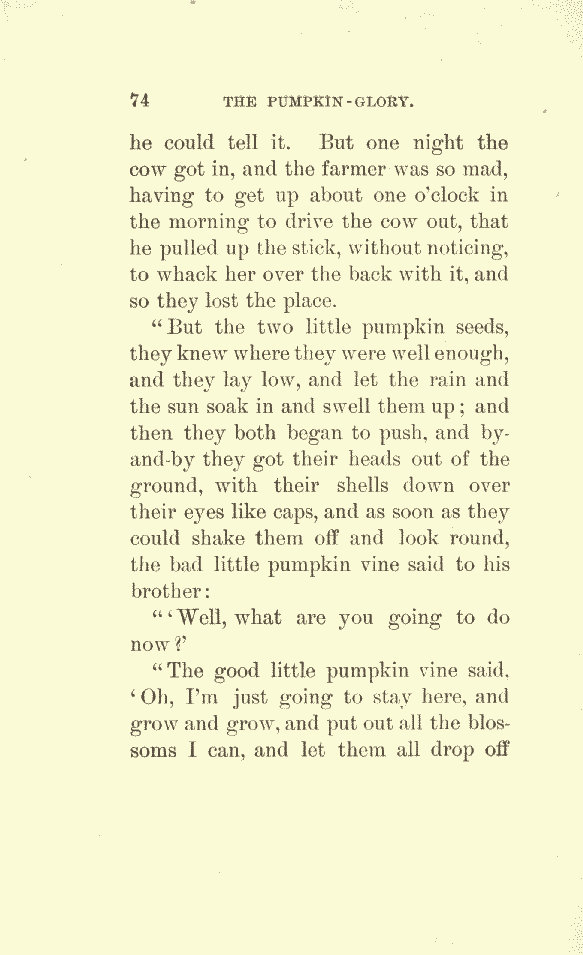 74 THE PUMPKIN-GLORY.
he could tell it. But one night the
cow got in, and the farmer was so mad,
having to get up about one o'clock in
the morning to drive the cow out, that
he pulled up the stick, without noticing,
to whack her over the back with it, and
so they lost the place.
"But the two little pumpkin seeds,
they knew where they were well enough,
and they lay low, and let the rain and
the sun soak in and swell them up; and
then they both began to push, and by-
and-by they got their heads out of the
ground, with their shells down over
their eyes like caps, and as soon as they
could shake them off and look round,
the bad little pumpkin vine said to his
brother:
"'Well, what are you going to do
now?'
"The good little pumpkin vine said,
'Oh, I'm just going to stay here, and
grow and grow, and put out all the blos-
soms I can, and let them all drop off